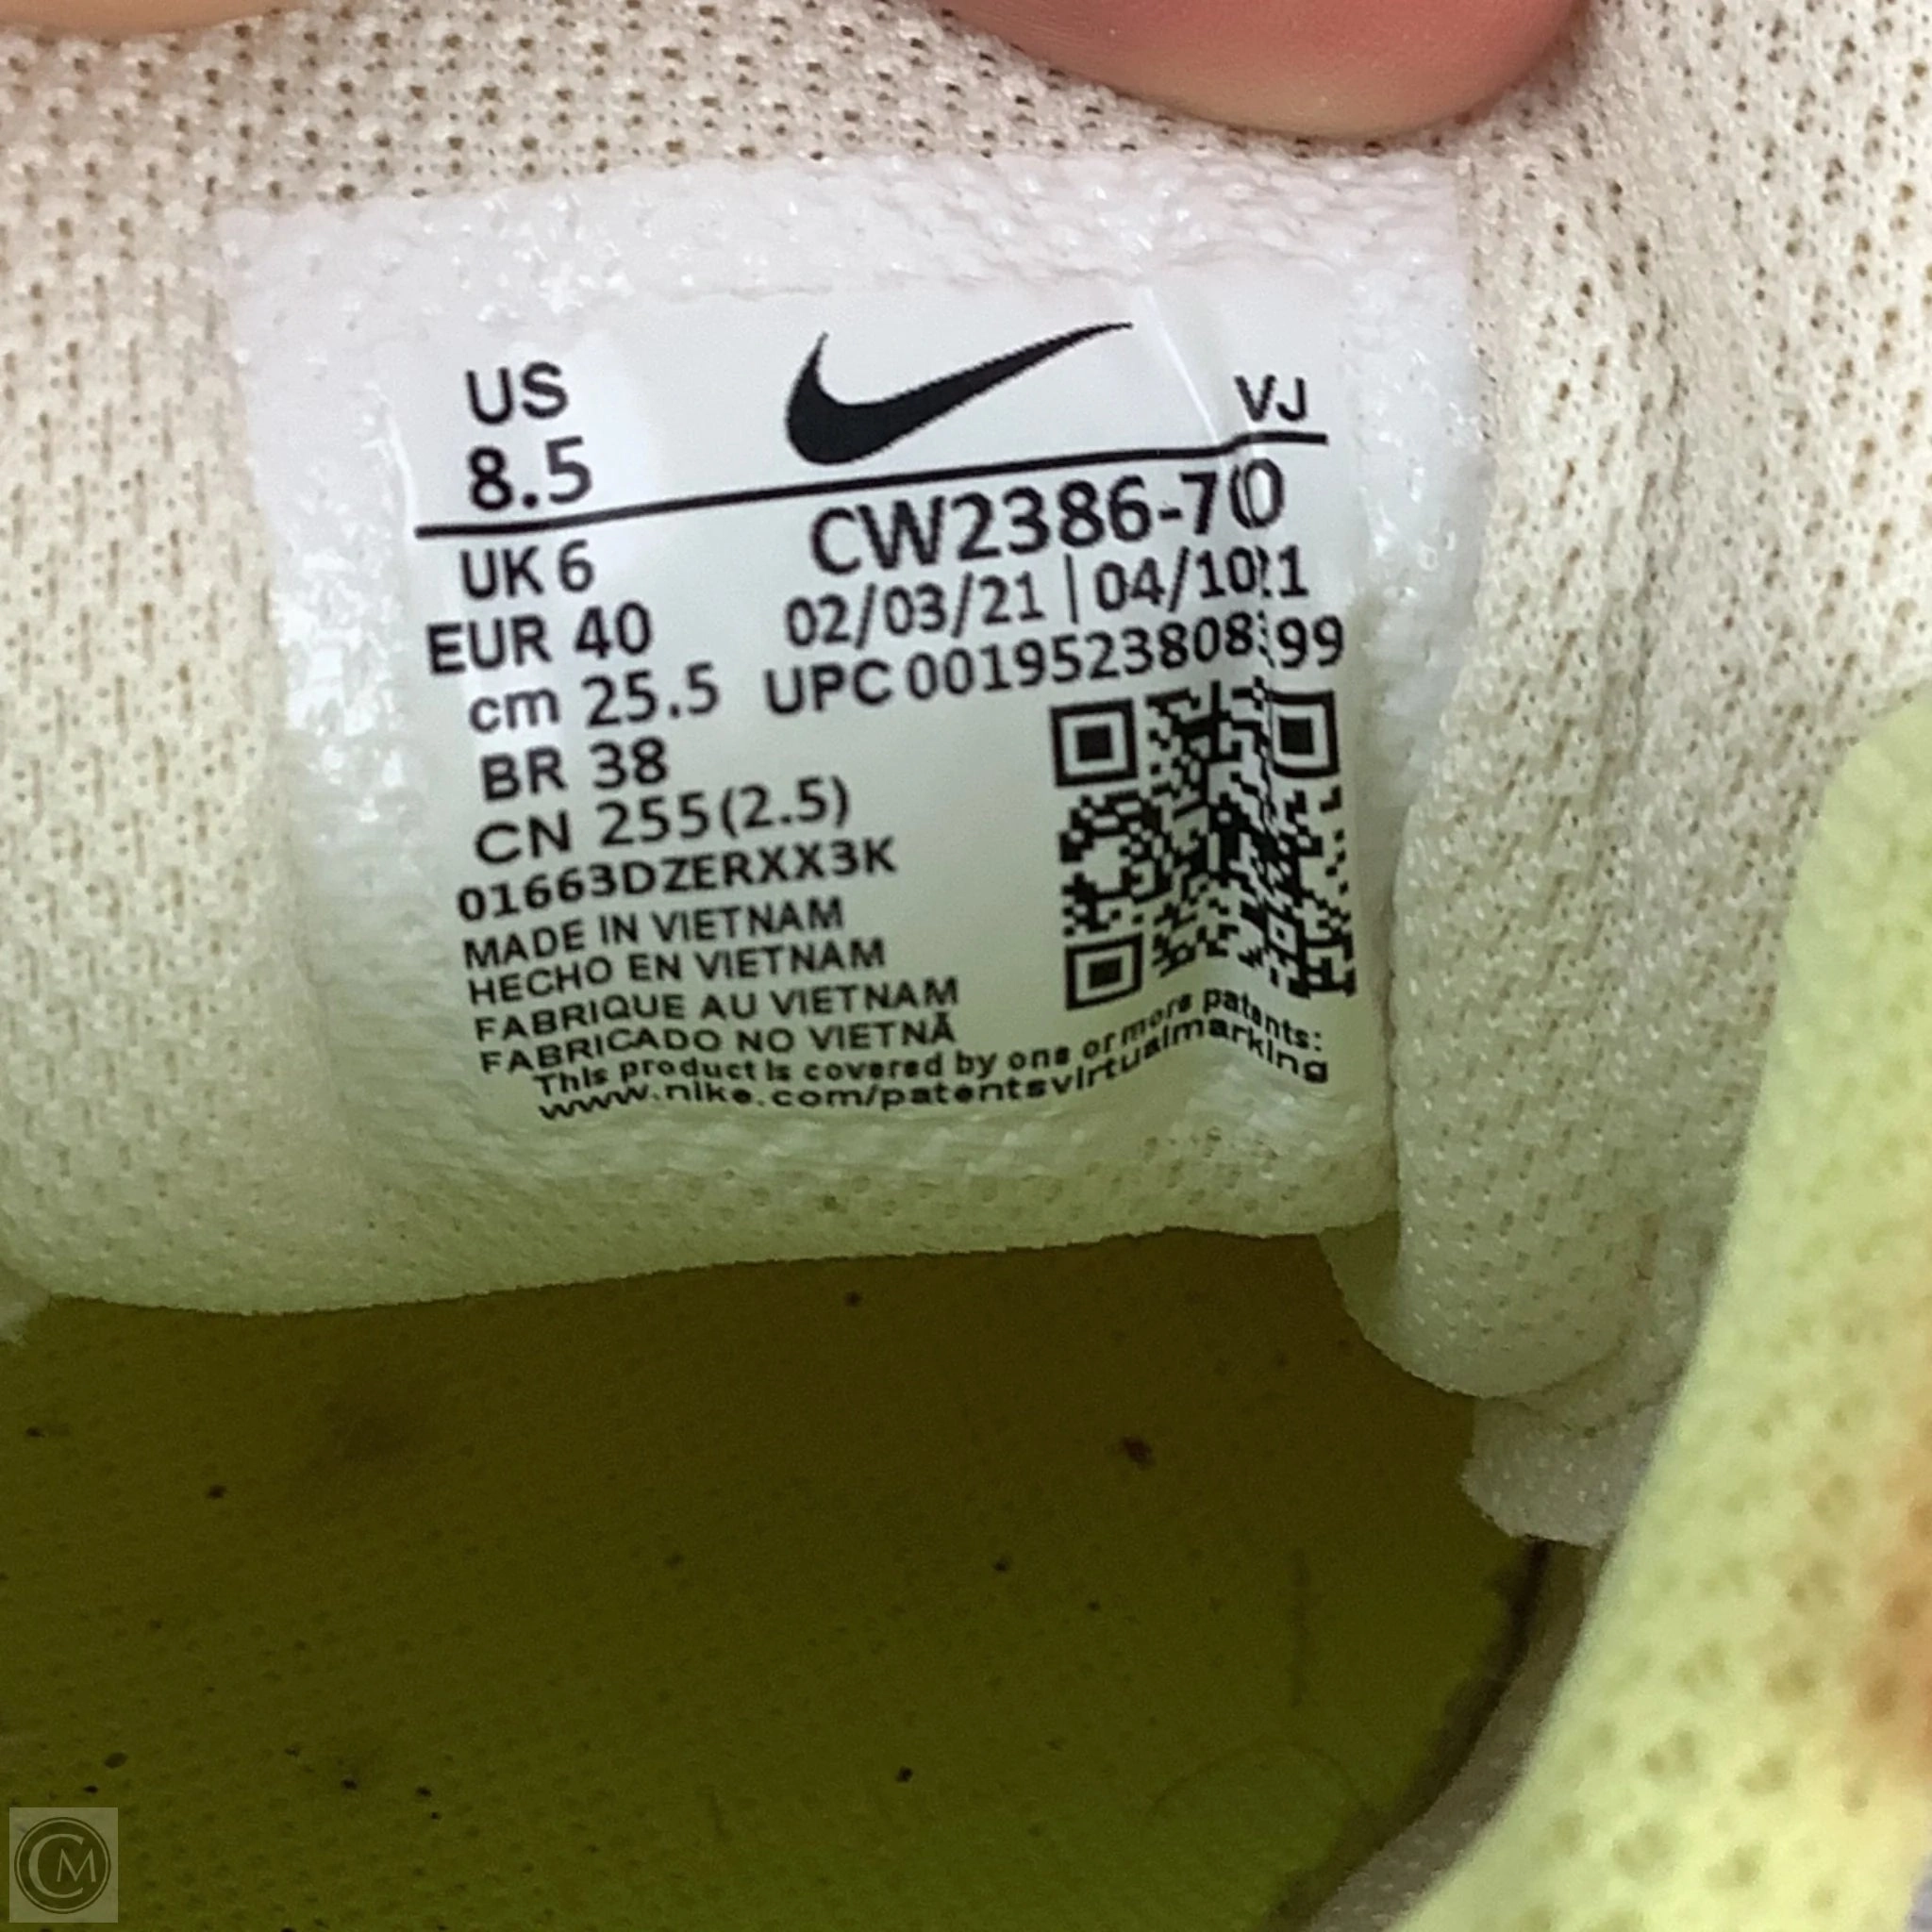 US
8.5
VJ
UK 6
EUR 40
cm 25.5
BR 38
CN 255(2.5)
02/03/21 |
UPC
01663DZERXX3K
MADE IN VIETNAM
HECHO EN VIETNAM
FABRIQUE AU VIETNAM
FABRICADO NO VIETNÃ
This product is covered by one or more patents:
www.nike.com/patentsvirtualmarking
CM